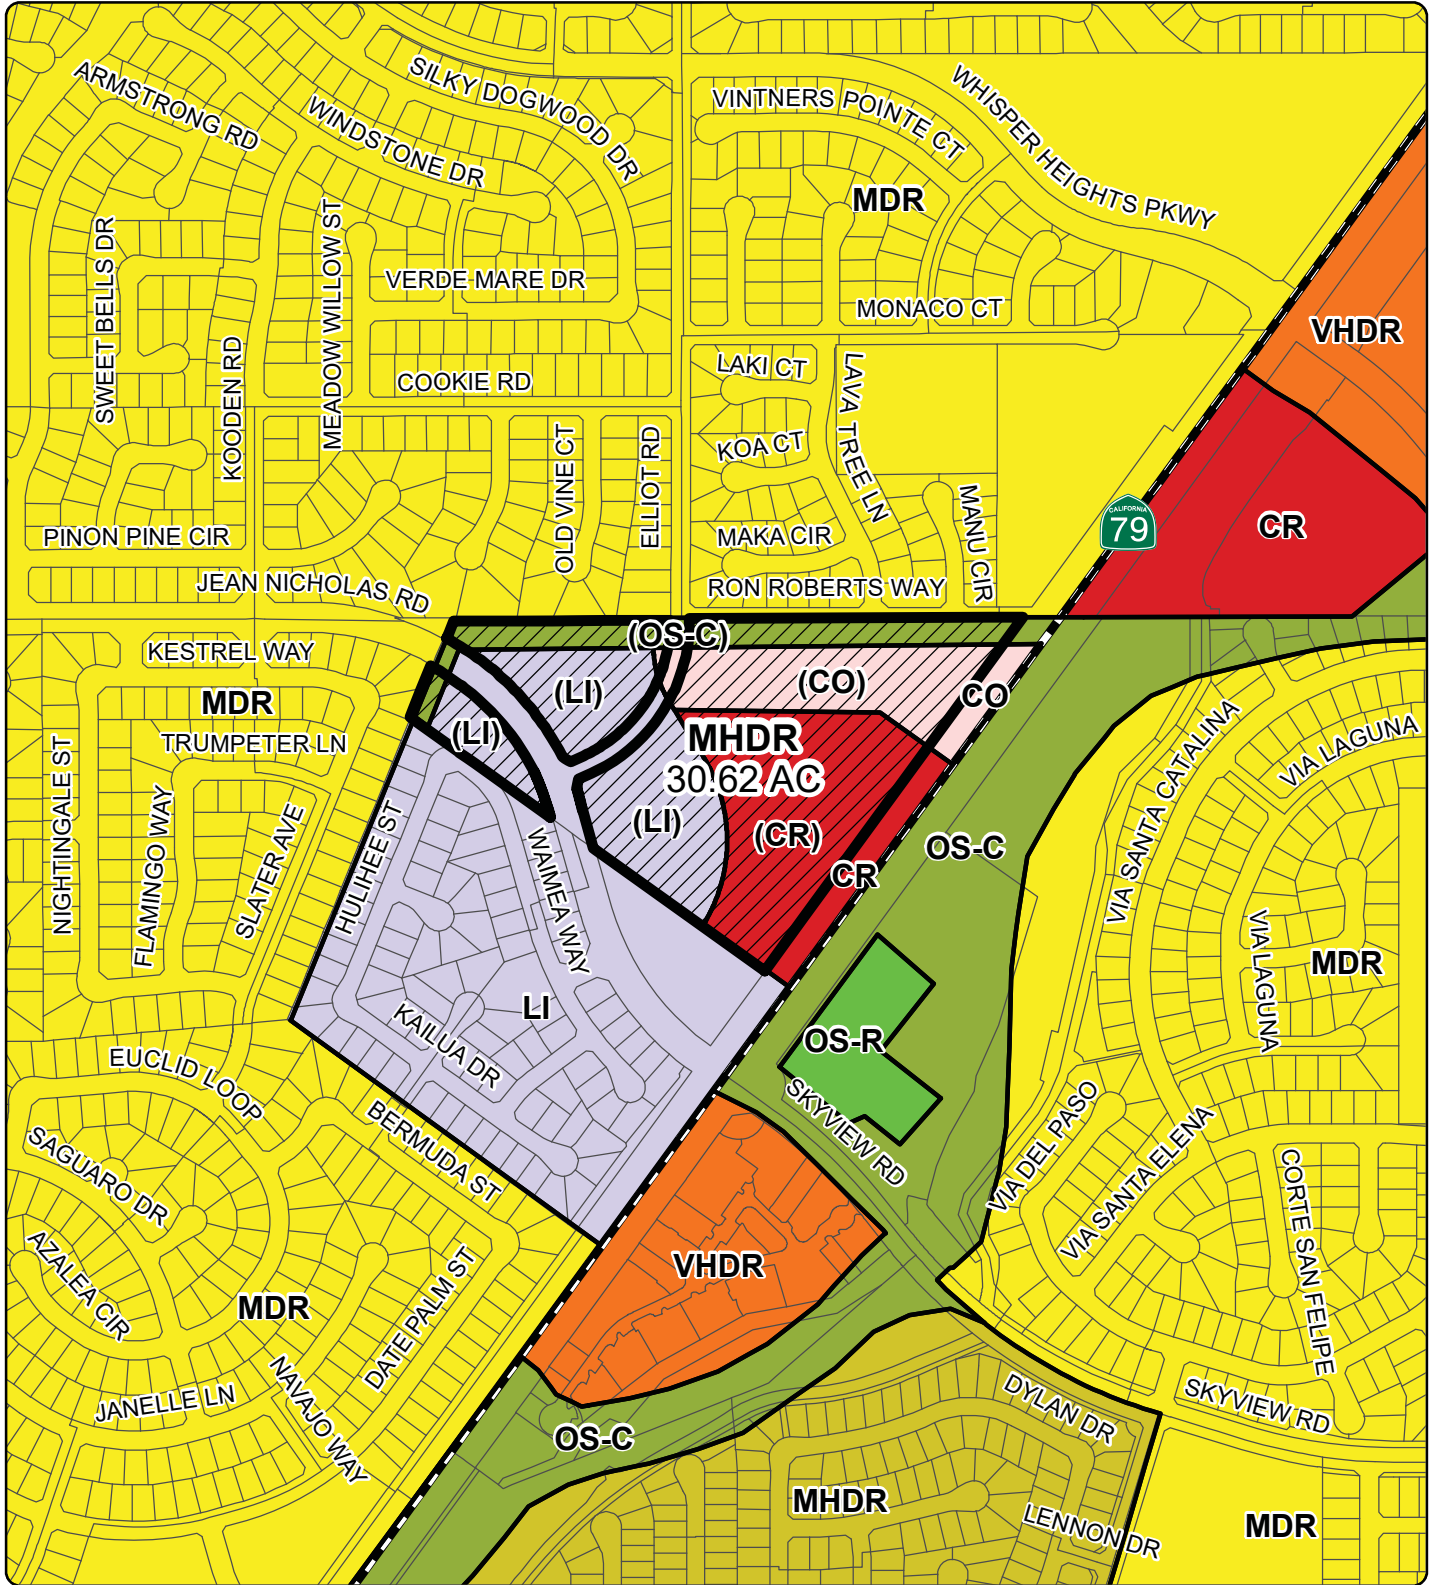 ARMSTRONG RD
SILKY DOGWOOD DR
WINDSTONE DR
VINTNERS POINTE CT
WHISPER HEIGHTS PKWY
MDR
SWEET BELLS DR
MEADOW WILLOW ST
VERDE MARE DR
MONACO CT
VHDR
KOODEN RD
COOKIE RD
LAKI CT
LAVA TREE LN
KOA CT
OLD VINE CT
ELLIOT RD
MANU CIR
CALIFORNIA
79
CR
PINON PINE CIR
MAKA CIR
JEAN NICHOLAS RD
RON ROBERTS WAY
(OS-C)
KESTREL WAY
MDR
(LI)
(CO)
CO
TRUMPETER LN
(LI)
MHDR
30.62 AC
VIA SANTA CATALINA
VIA LAGUNA
NIGHTINGALE ST
FLAMINGO WAY
SLATER AVE
HULIHEE ST
WAIMEA WAY
(LI)
(CR)
CR
OS-C
VIA LAGUNA
MDR
LI
KAILUA DR
OS-R
EUCLID LOOP
SKYVIEW RD
BERMUDA ST
SAGUARO DR
VIA DEL PASO
VIA SANTA ELENA
CORTE SAN FELIPE
AZALEA CIR
MDR
DATE PALM ST
VHDR
JANELLE LN
NAVAJO WAY
OS-C
DYLAN DR
SKYVIEW RD
MHDR
LENNON DR
MDR